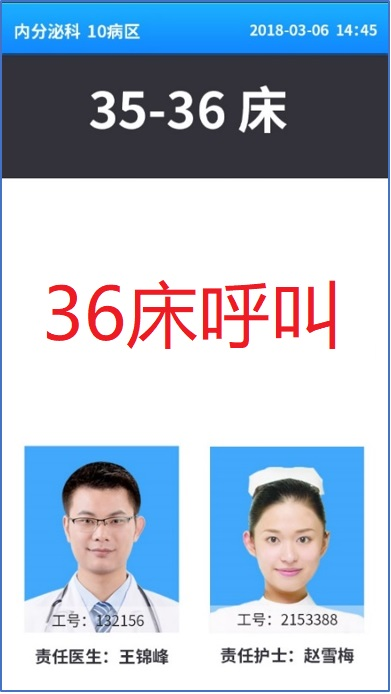 内分泌科 10病区 2018-03-06 14:45
35-36 床
36床呼叫
工号：132156 工号：2153388
责任医生：王锦峰 责任护士：赵雪梅